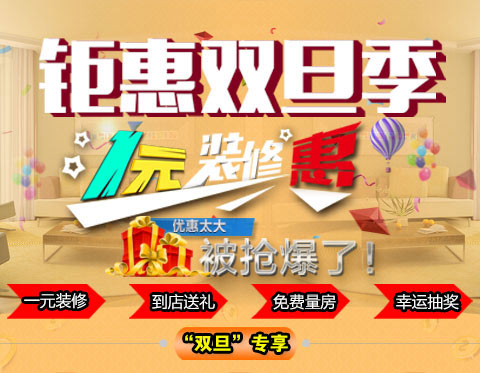 钜惠双旦季
1元装修惠
优惠太大
被抢爆了！
一元装修 到店送礼 免费量房 幸运抽奖
“双旦”专享